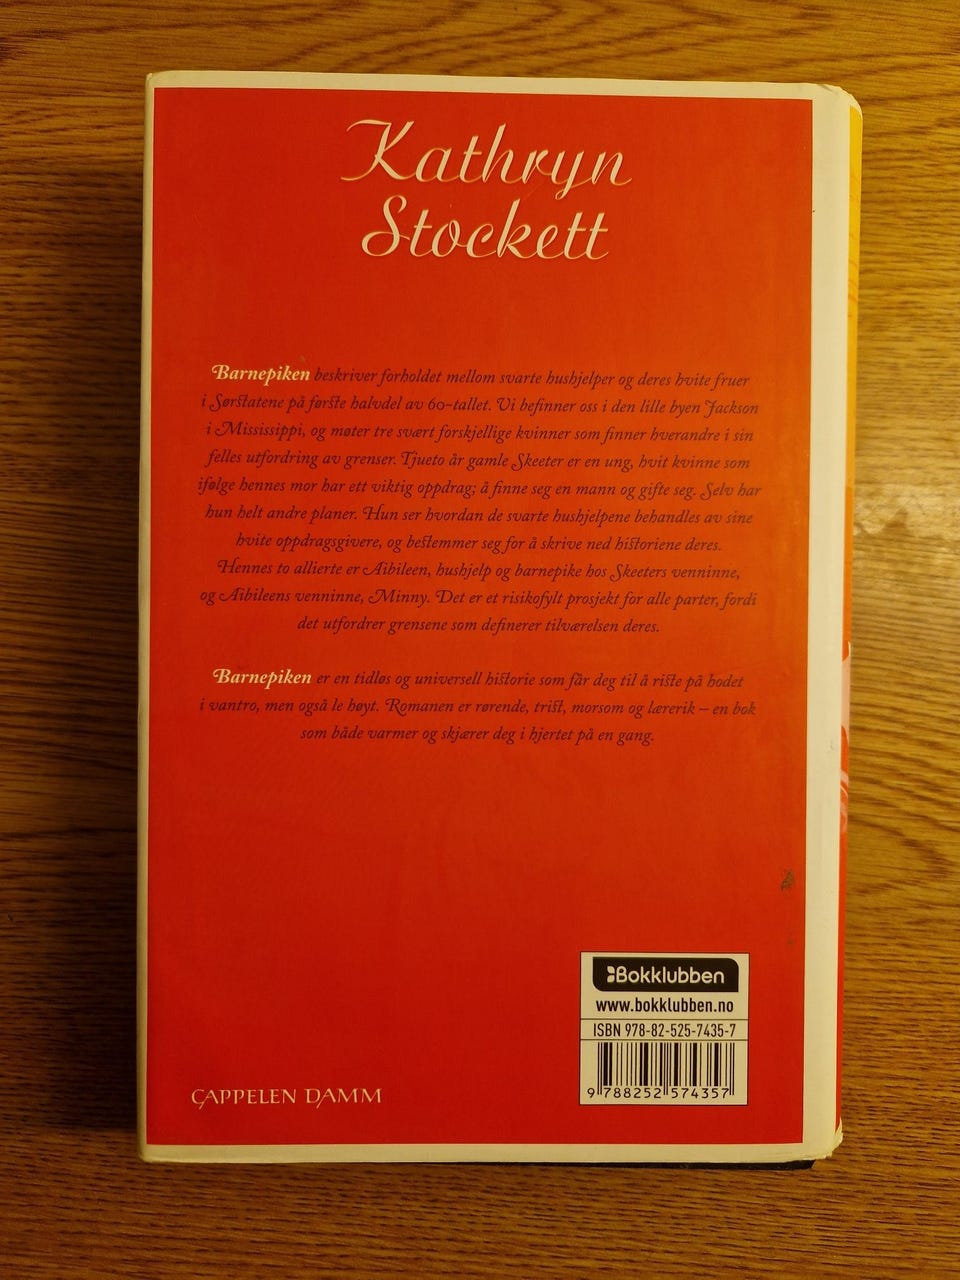 Kathryn
Stockett
Barnepiken beskriver forholdet mellom svarte hushjelper og deres hvite fruer
i Sørstatene på første halvdel av 60-tallet. Vi befinner oss i den lille byen Jackson
i Mississippi, og møter tre svært forskjellige kvinner som finner hverandre i sin
felles utfordring av grenser. Tjueto år gamle Skeeter er en ung, hvit kvinne som
ifølge hennes mor har ett viktig oppdrag; å finne seg en mann og gifte seg. Selv har
hun helt andre planer. Hun ser hvordan de svarte hushjelpene behandles av sine
hvite oppdragsgivere, og bestemmer seg for å skrive ned historiene deres.
Hennes to allierte er Aibileen, hushjelp og barnepike hos Skeeters venninne,
og Aibileens venninne, Minny. Det er et risikofylt prosjekt for alle parter, fordi
det utfordrer grensene som definerer tilværelsen deres.
Barnepiken er en tidløs og universell historie som får deg til å riste på hodet
i vantro, men også le høyt. Romanen er rørende, trist, morsom og lærerik – en bok
som både varmer og skjærer deg i hjertet på en gang.
Bokklubben
www.bokklubben.no
ISBN 978-82-525-7435-7
9 788252 574357
CAPPELEN DAMM